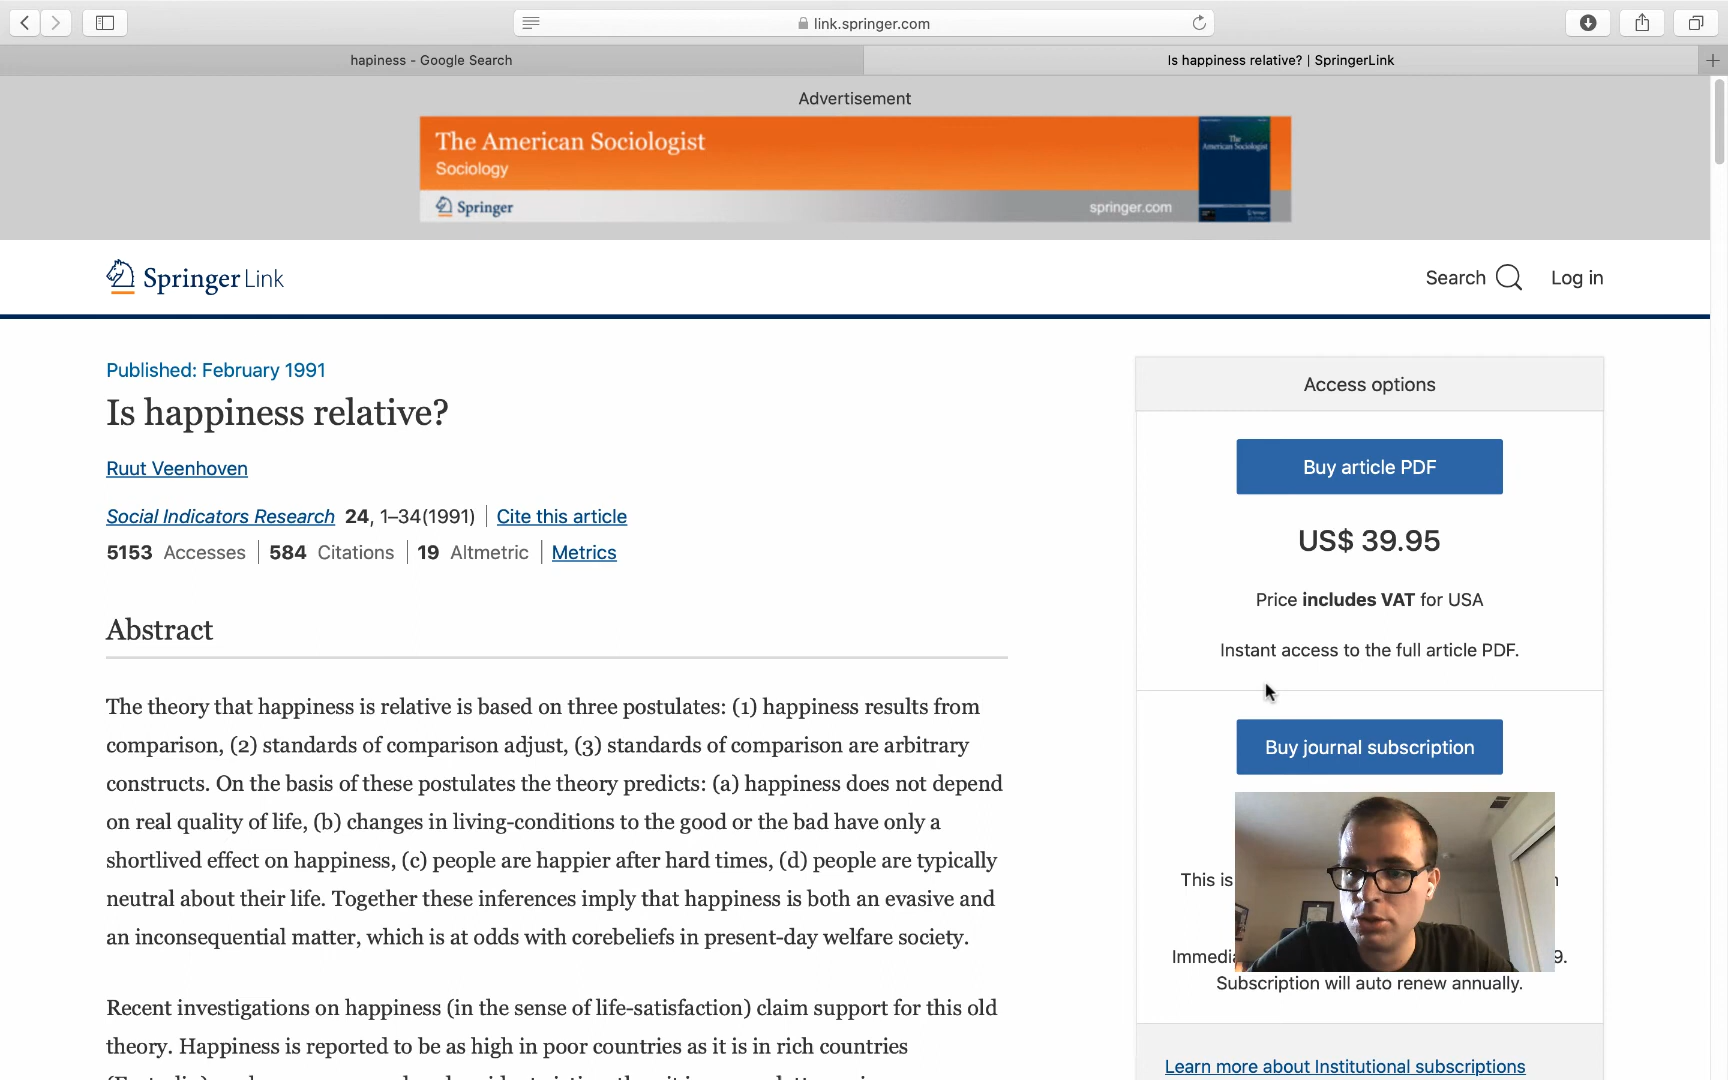 link.springer.com
hapiness - Google Search
Is happiness relative? | SpringerLink
Advertisement
The American Sociologist
Sociology
The
American Sociologist
Springer
springer.com
Springer Link
Search
Log in
Published: February 1991
Is happiness relative?
Ruut Veenhoven
Social Indicators Research 24, 1–34(1991) | Cite this article
5153 Accesses | 584 Citations | 19 Altmetric | Metrics
Abstract
The theory that happiness is relative is based on three postulates: (1) happiness results from
comparison, (2) standards of comparison adjust, (3) standards of comparison are arbitrary
constructs. On the basis of these postulates the theory predicts: (a) happiness does not depend
on real quality of life, (b) changes in living-conditions to the good or the bad have only a
shortlived effect on happiness, (c) people are happier after hard times, (d) people are typically
neutral about their life. Together these inferences imply that happiness is both an evasive and
an inconsequential matter, which is at odds with corebeliefs in present-day welfare society.
Recent investigations on happiness (in the sense of life-satisfaction) claim support for this old
theory. Happiness is reported to be as high in poor countries as it is in rich countries
Access options
Buy article PDF
US$ 39.95
Price includes VAT for USA
Instant access to the full article PDF.
Buy journal subscription
This is
9.
Subscription will auto renew annually.
Learn more about Institutional subscriptions